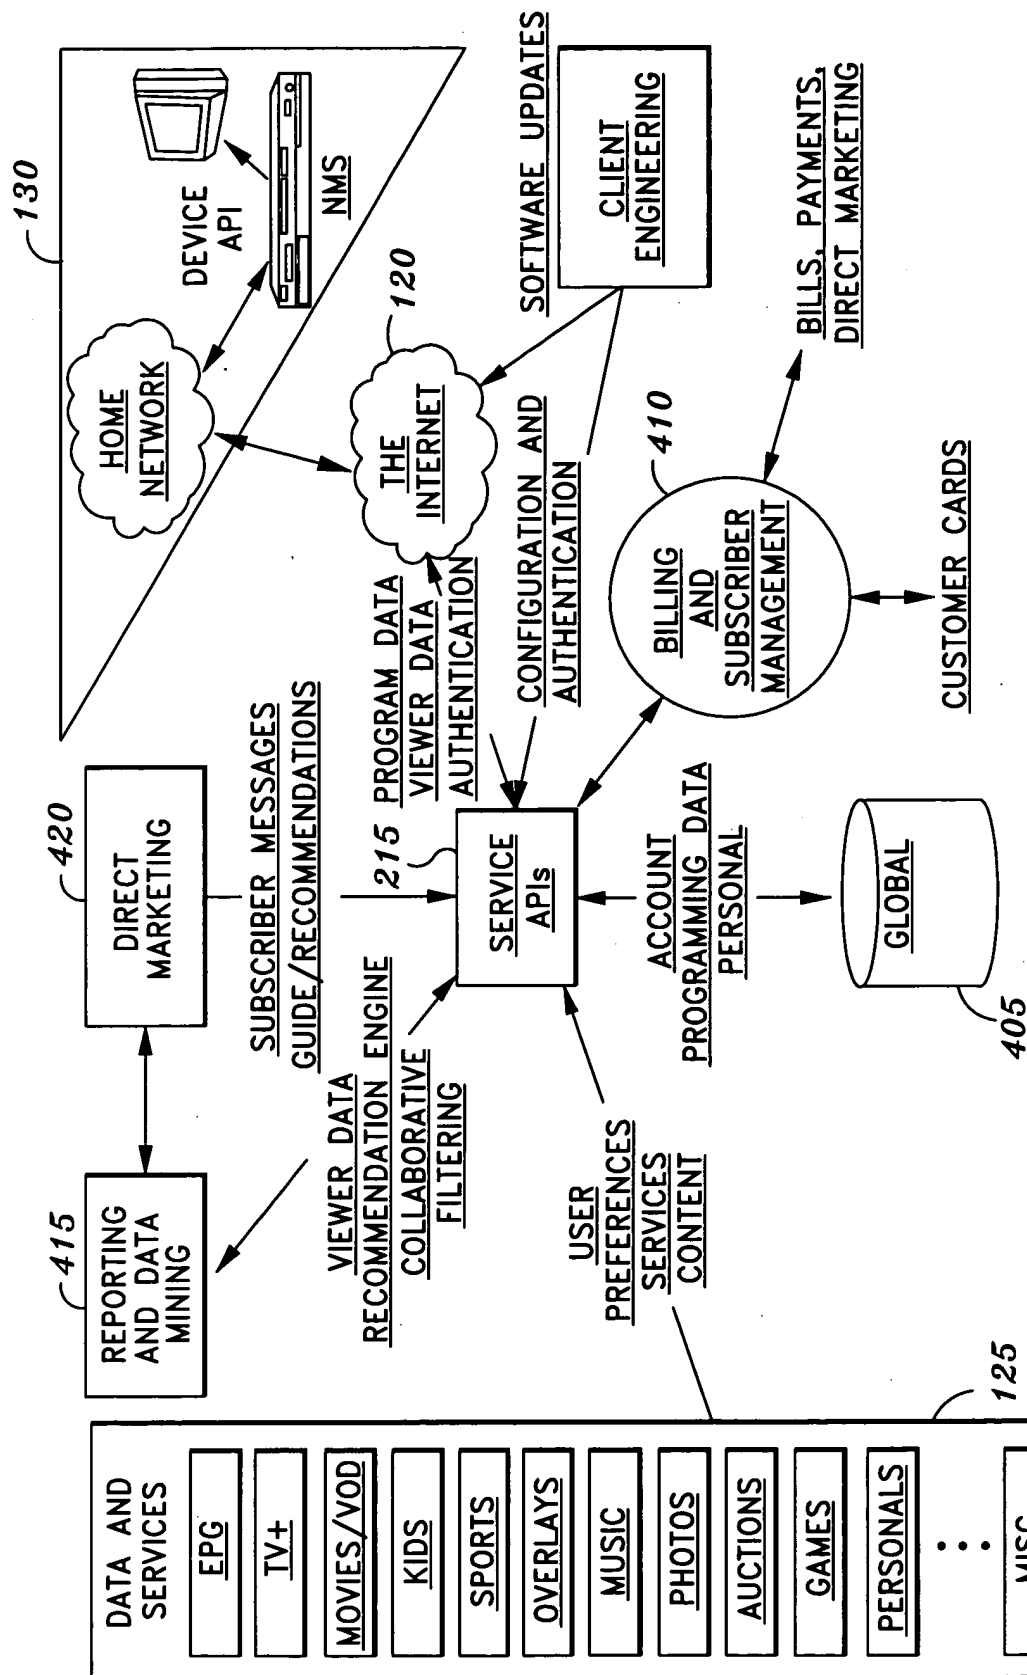 DATA AND
SERVICES
EPG
TV+
MOVIES/VOD
KIDS
SPORTS
OVERLAYS
MUSIC
PHOTOS
AUCTIONS
GAMES
PERSONALS
MISC
125
415
REPORTING
AND DATA
MINING
420
DIRECT
MARKETING
SUBSCRIBER MESSAGES
GUIDE/RECOMMENDATIONS
VIEWER DATA
RECOMMENDATION ENGINE
COLLABORATIVE
FILTERING
USER
PREFERENCES
SERVICES
CONTENT
215
SERVICE
APIs
ACCOUNT
PROGRAMMING DATA
PERSONAL
GLOBAL
405
PROGRAM DATA
VIEWER DATA
AUTHENTICATION
CONFIGURATION AND
AUTHENTICATION
BILLING
AND
SUBSCRIBER
MANAGEMENT
410
CUSTOMER CARDS
BILLS, PAYMENTS,
DIRECT MARKETING
130
HOME
NETWORK
DEVICE
API
NMS
THE
INTERNET
120
SOFTWARE UPDATES
CLIENT
ENGINEERING